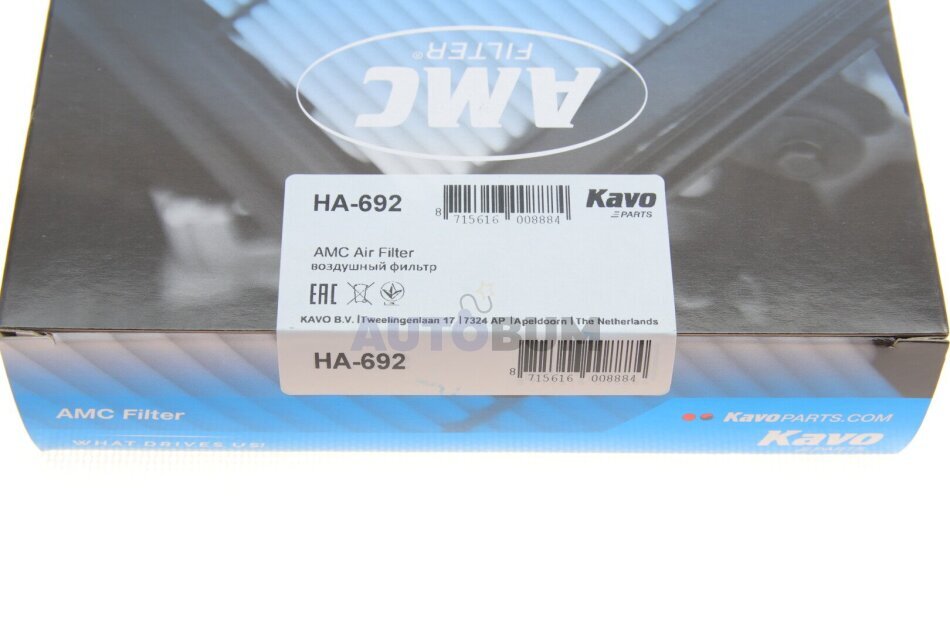 AMC
FILTER®
HA-692
8 715616 008884
Kavo
PARTS
AMC Air Filter
воздушный фильтр
EAC
KAVO B.V. | Tweelingenlaan 17 | 7324 AP | Apeldoorn | The Netherlands
AUTOBUM
HA-692
8 715616 008884
AMC Filter
KAVOPARTS.COM
WHAT DRIVES US!
Kavo
PARTS